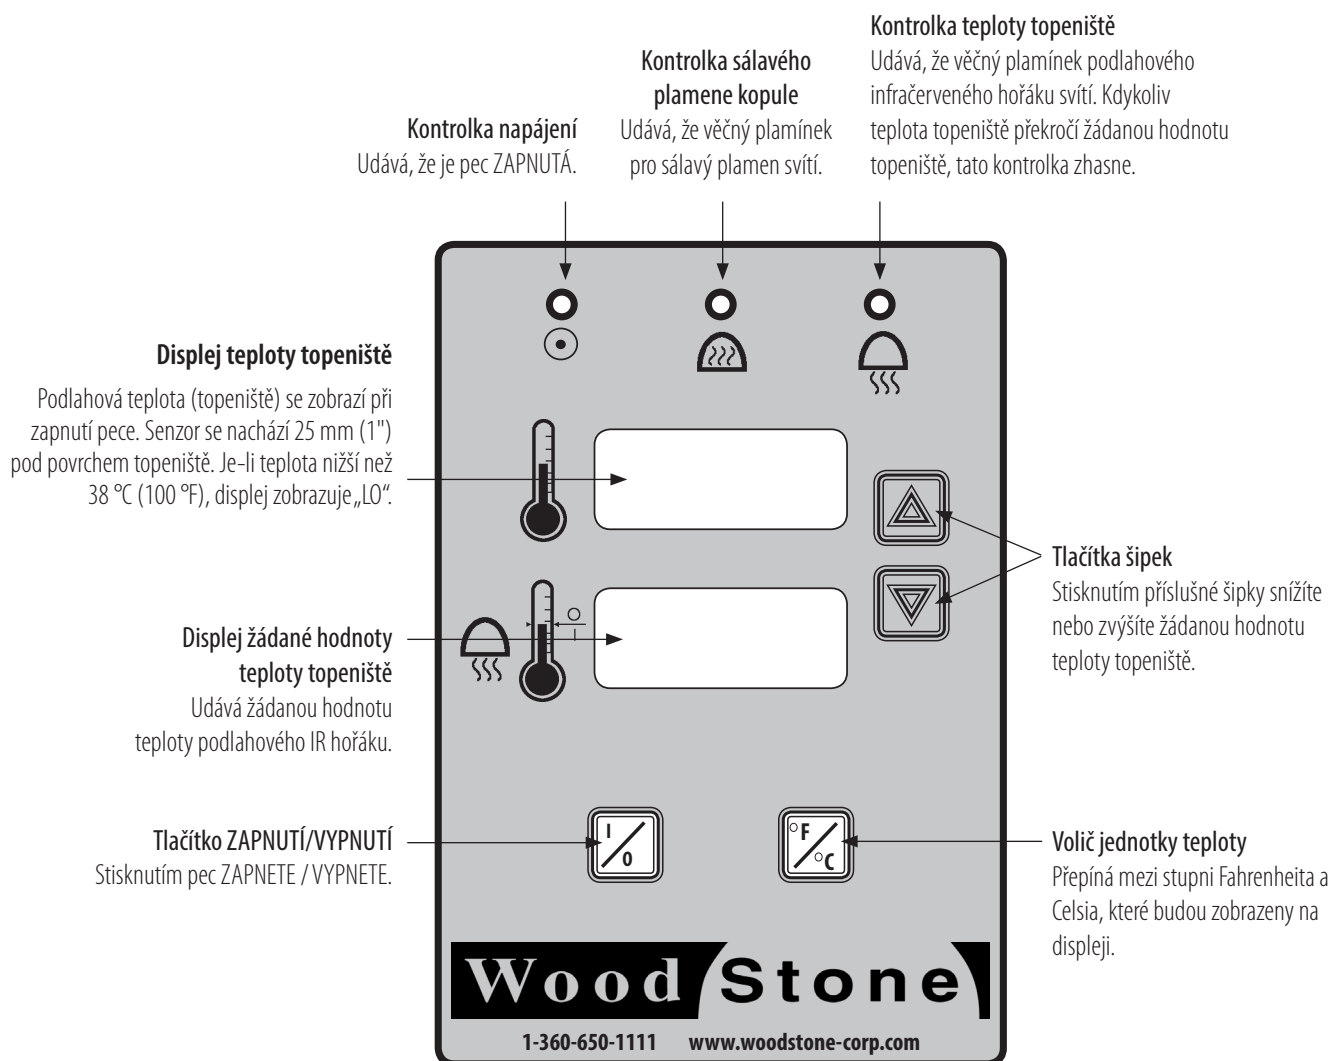 Kontrolka teploty topeniště
Udává, že věčný plamínek podlahového
infračerveného hořáku svítí. Kdykoliv
teplota topeniště překročí žádanou hodnotu
topeniště, tato kontrolka zhasne.
Kontrolka sálavého
plamene kopule
Udává, že věčný plamínek
pro sálavý plamen svítí.
Kontrolka napájení
Udává, že je pec ZAPNUTÁ.
Displej teploty topeniště
Podlahová teplota (topeniště) se zobrazí při
zapnutí pece. Senzor se nachází 25 mm (1")
pod povrchem topeniště. Je-li teplota nižší než
38 °C (100 °F), displej zobrazuje „LO“.
Tlačítka šipek
Stisknutím příslušné šipky snížíte
nebo zvýšíte žádanou hodnotu
teploty topeniště.
Displej žádané hodnoty
teploty topeniště
Udává žádanou hodnotu
teploty podlahového IR hořáku.
Tlačítko ZAPNUTÍ/VYPNUTÍ
Stisknutím pec ZAPNETE / VYPNETE.
I/0
°F/°C
Volič jednotky teploty
Přepíná mezi stupni Fahrenheita a
Celsia, které budou zobrazeny na
displeji.
Wood Stone
1-360-650-1111 www.woodstone-corp.com